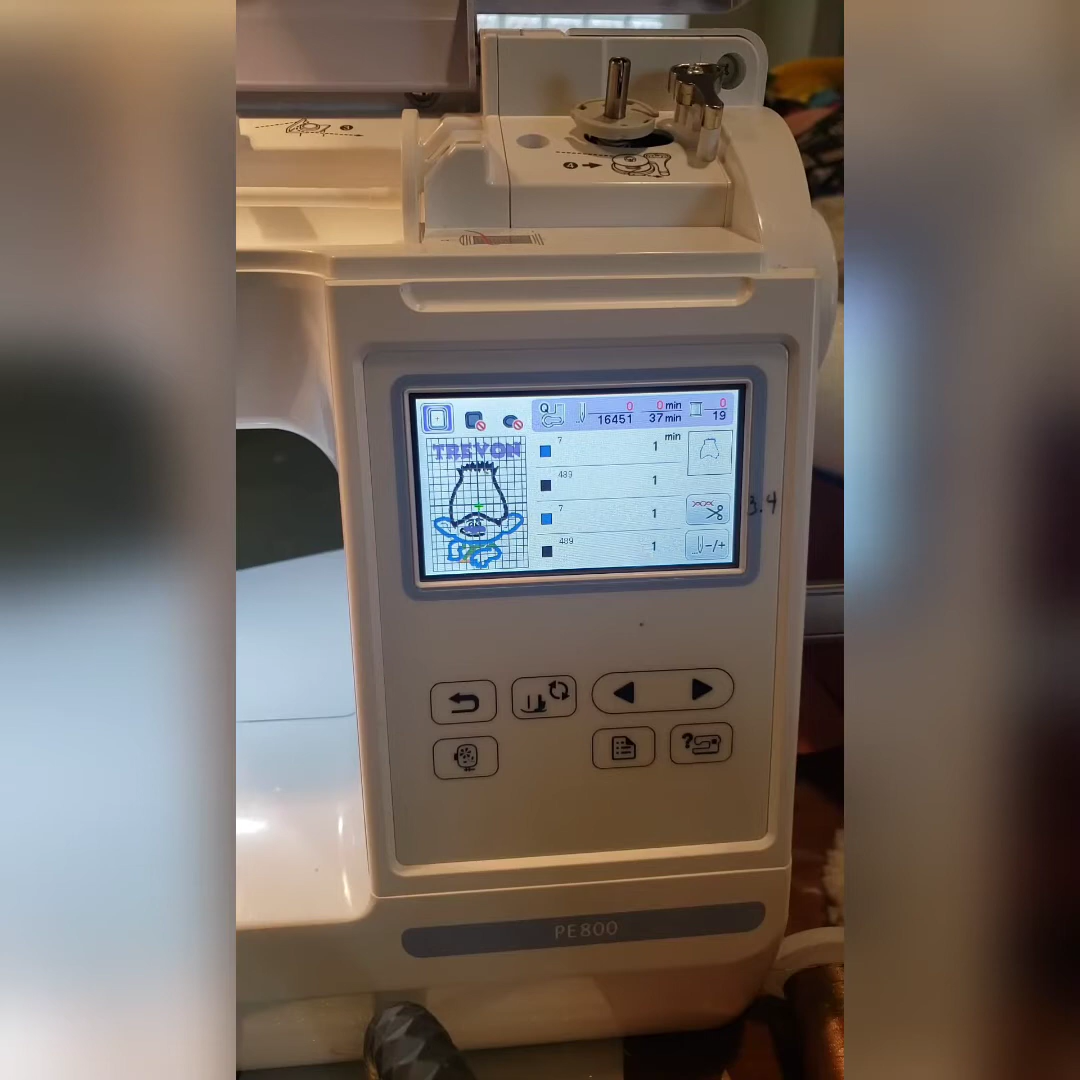 Q 0 0 min 0
16451 37 min 19
TREVON
min
7 1
489 1
7 1
489 1
-/+
3.4
?
PE800